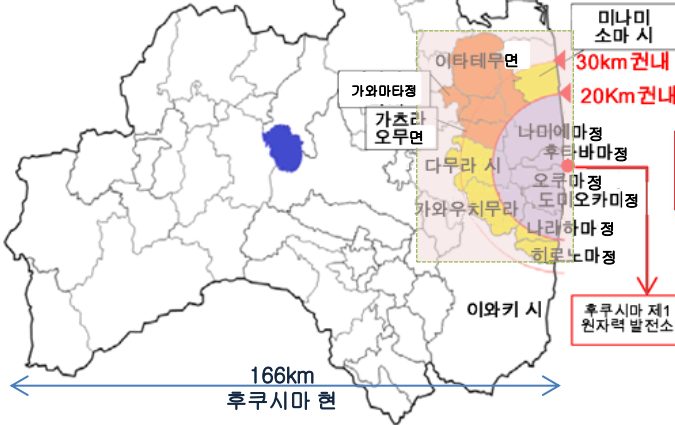 미나미
소마 시
이타테무면
30km권내
가와마타정
20Km권내
가츠라
오무면
나미에마정
후타바마정
다무라 시
오쿠마정
도미오카미정
가와우치무라
나라하마정
히로노마정
이와키 시
후쿠시마 제1
원자력 발전소
166km
후쿠시마 현